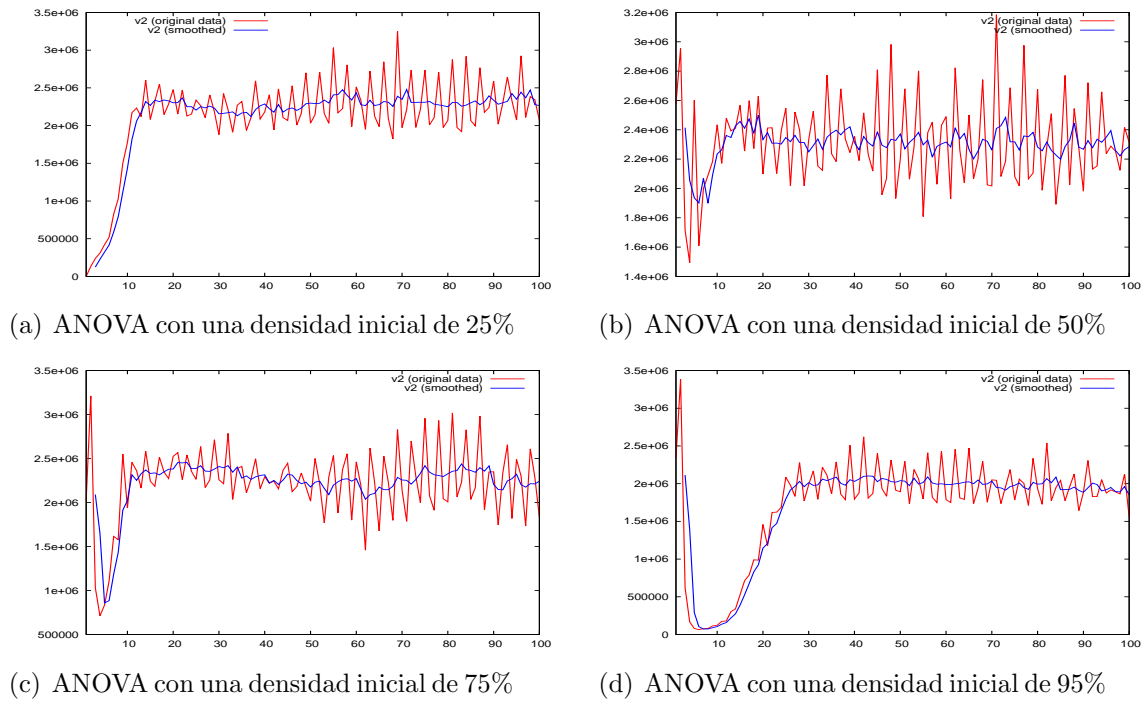 3.5e+06
v2 (original data)
v2 (smoothed)
3e+06
2.5e+06
2e+06
1.5e+06
1e+06
500000
0
10 20 30 40 50 60 70 80 90 100
(a) ANOVA con una densidad inicial de 25%
3.2e+06
v2 (original data)
v2 (smoothed)
3e+06
2.8e+06
2.6e+06
2.4e+06
2.2e+06
2e+06
1.8e+06
1.6e+06
1.4e+06
10 20 30 40 50 60 70 80 90 100
(b) ANOVA con una densidad inicial de 50%
3.5e+06
v2 (original data)
v2 (smoothed)
3e+06
2.5e+06
2e+06
1.5e+06
1e+06
500000
10 20 30 40 50 60 70 80 90 100
(c) ANOVA con una densidad inicial de 75%
3.5e+06
v2 (original data)
v2 (smoothed)
3e+06
2.5e+06
2e+06
1.5e+06
1e+06
500000
0
10 20 30 40 50 60 70 80 90 100
(d) ANOVA con una densidad inicial de 95%